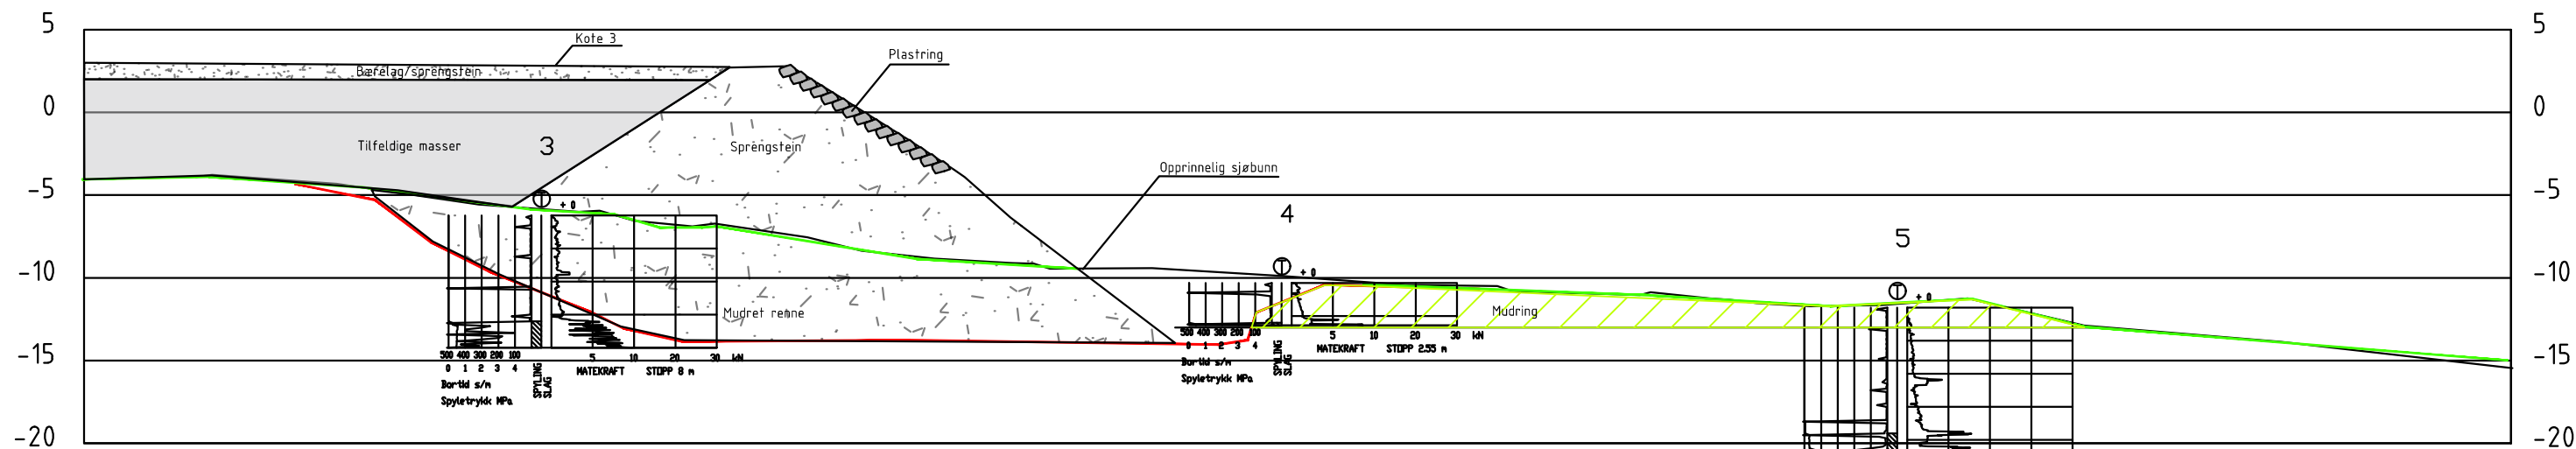 5
5
Kote 3
Plastring
Bærelag/sprengstein
0
0
Tilfeldige masser
3
Sprengstein
Opprinnelig sjøbunn
-5
-5
+ 0
4
5
-10
-10
+ 0
+ 0
Mudret renne
Mudring
500 400 300 200 100
0 1 2 3 4
Bortid s/m
Spyletrykk MPa
SPYLING
SLAG
5 10 20 30 kN
MATEKRAFT STOPP 8 m
500 400 300 200 100
0 1 2 3 4
Bortid s/m
Spyletrykk MPa
SPYLING
SLAG
5 10 20 30 kN
MATEKRAFT STOPP 2.55 m
-15
-15
-20
-20